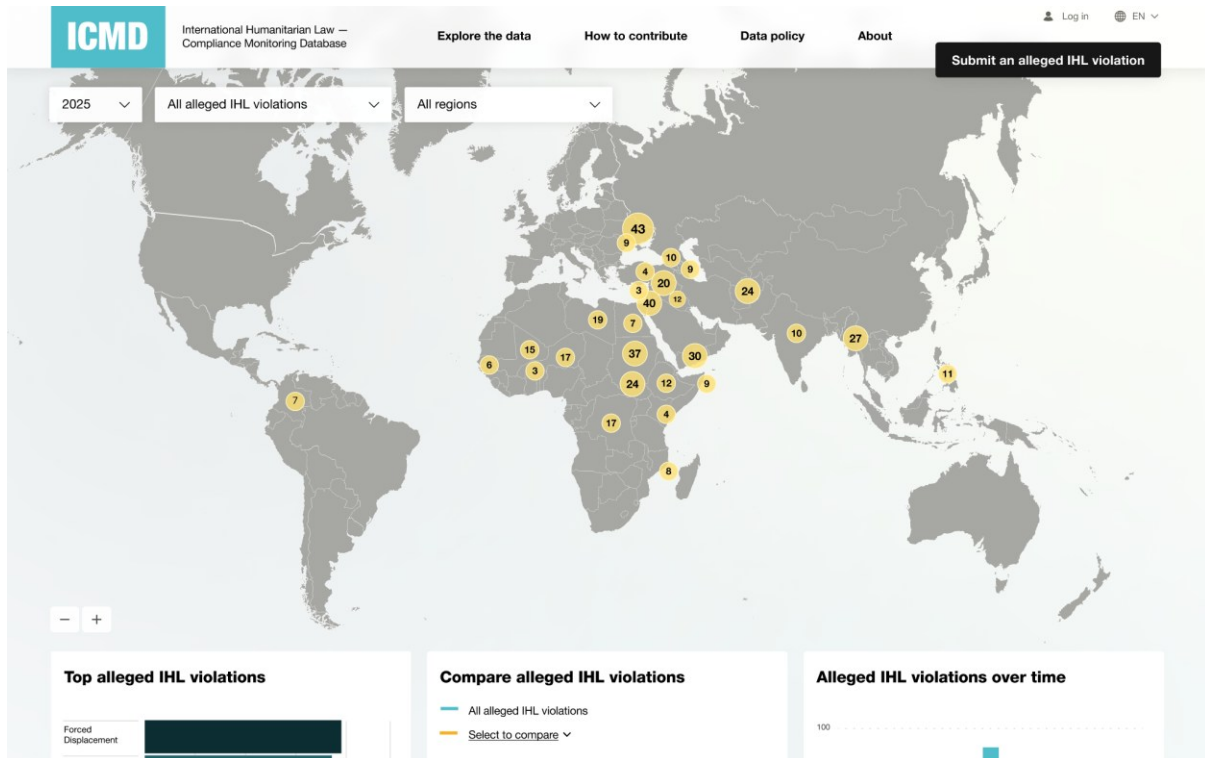 ICMD
International Humanitarian Law —
Compliance Monitoring Database
Explore the data
How to contribute
Data policy
About
Log in
EN
Submit an alleged IHL violation
2025
All alleged IHL violations
All regions
43
9
10
9
4
20
3
12
40
24
19
7
10
27
15
17
37
30
6
3
24
12
9
11
7
4
17
8
− +
Top alleged IHL violations
Forced
Displacement
Compare alleged IHL violations
All alleged IHL violations
Select to compare
Alleged IHL violations over time
100